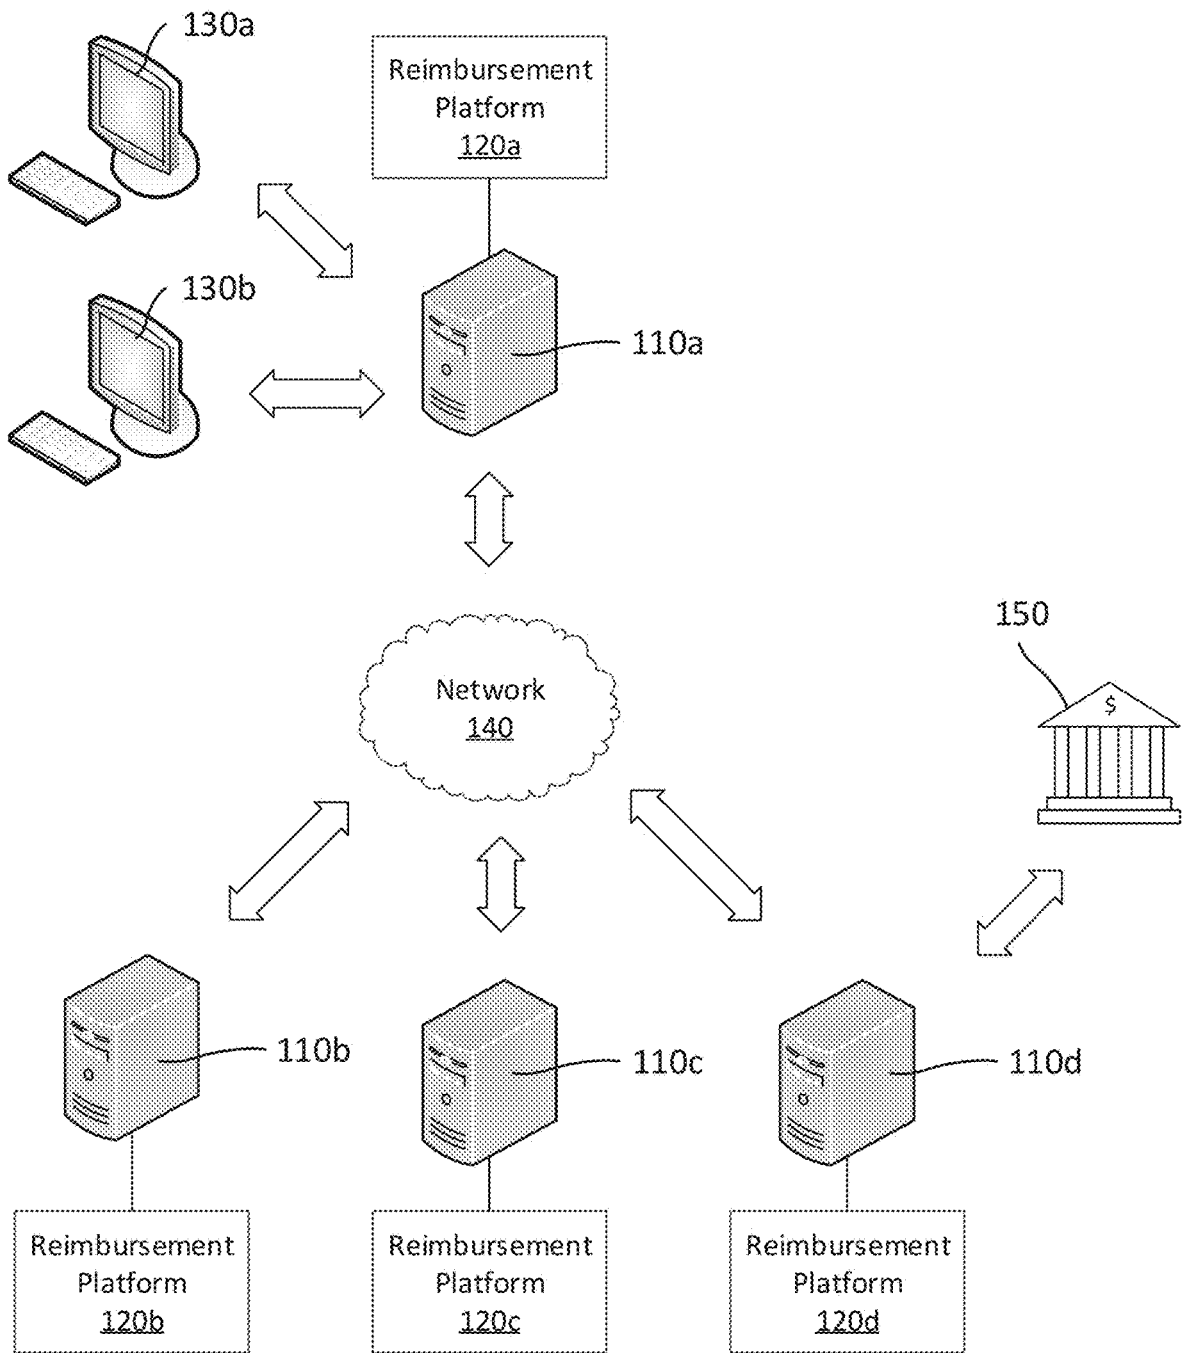 130a
Reimbursement
Platform
120a
130b
110a
150
$
Network
140
110b
110c
110d
Reimbursement
Platform
120b
Reimbursement
Platform
120c
Reimbursement
Platform
120d